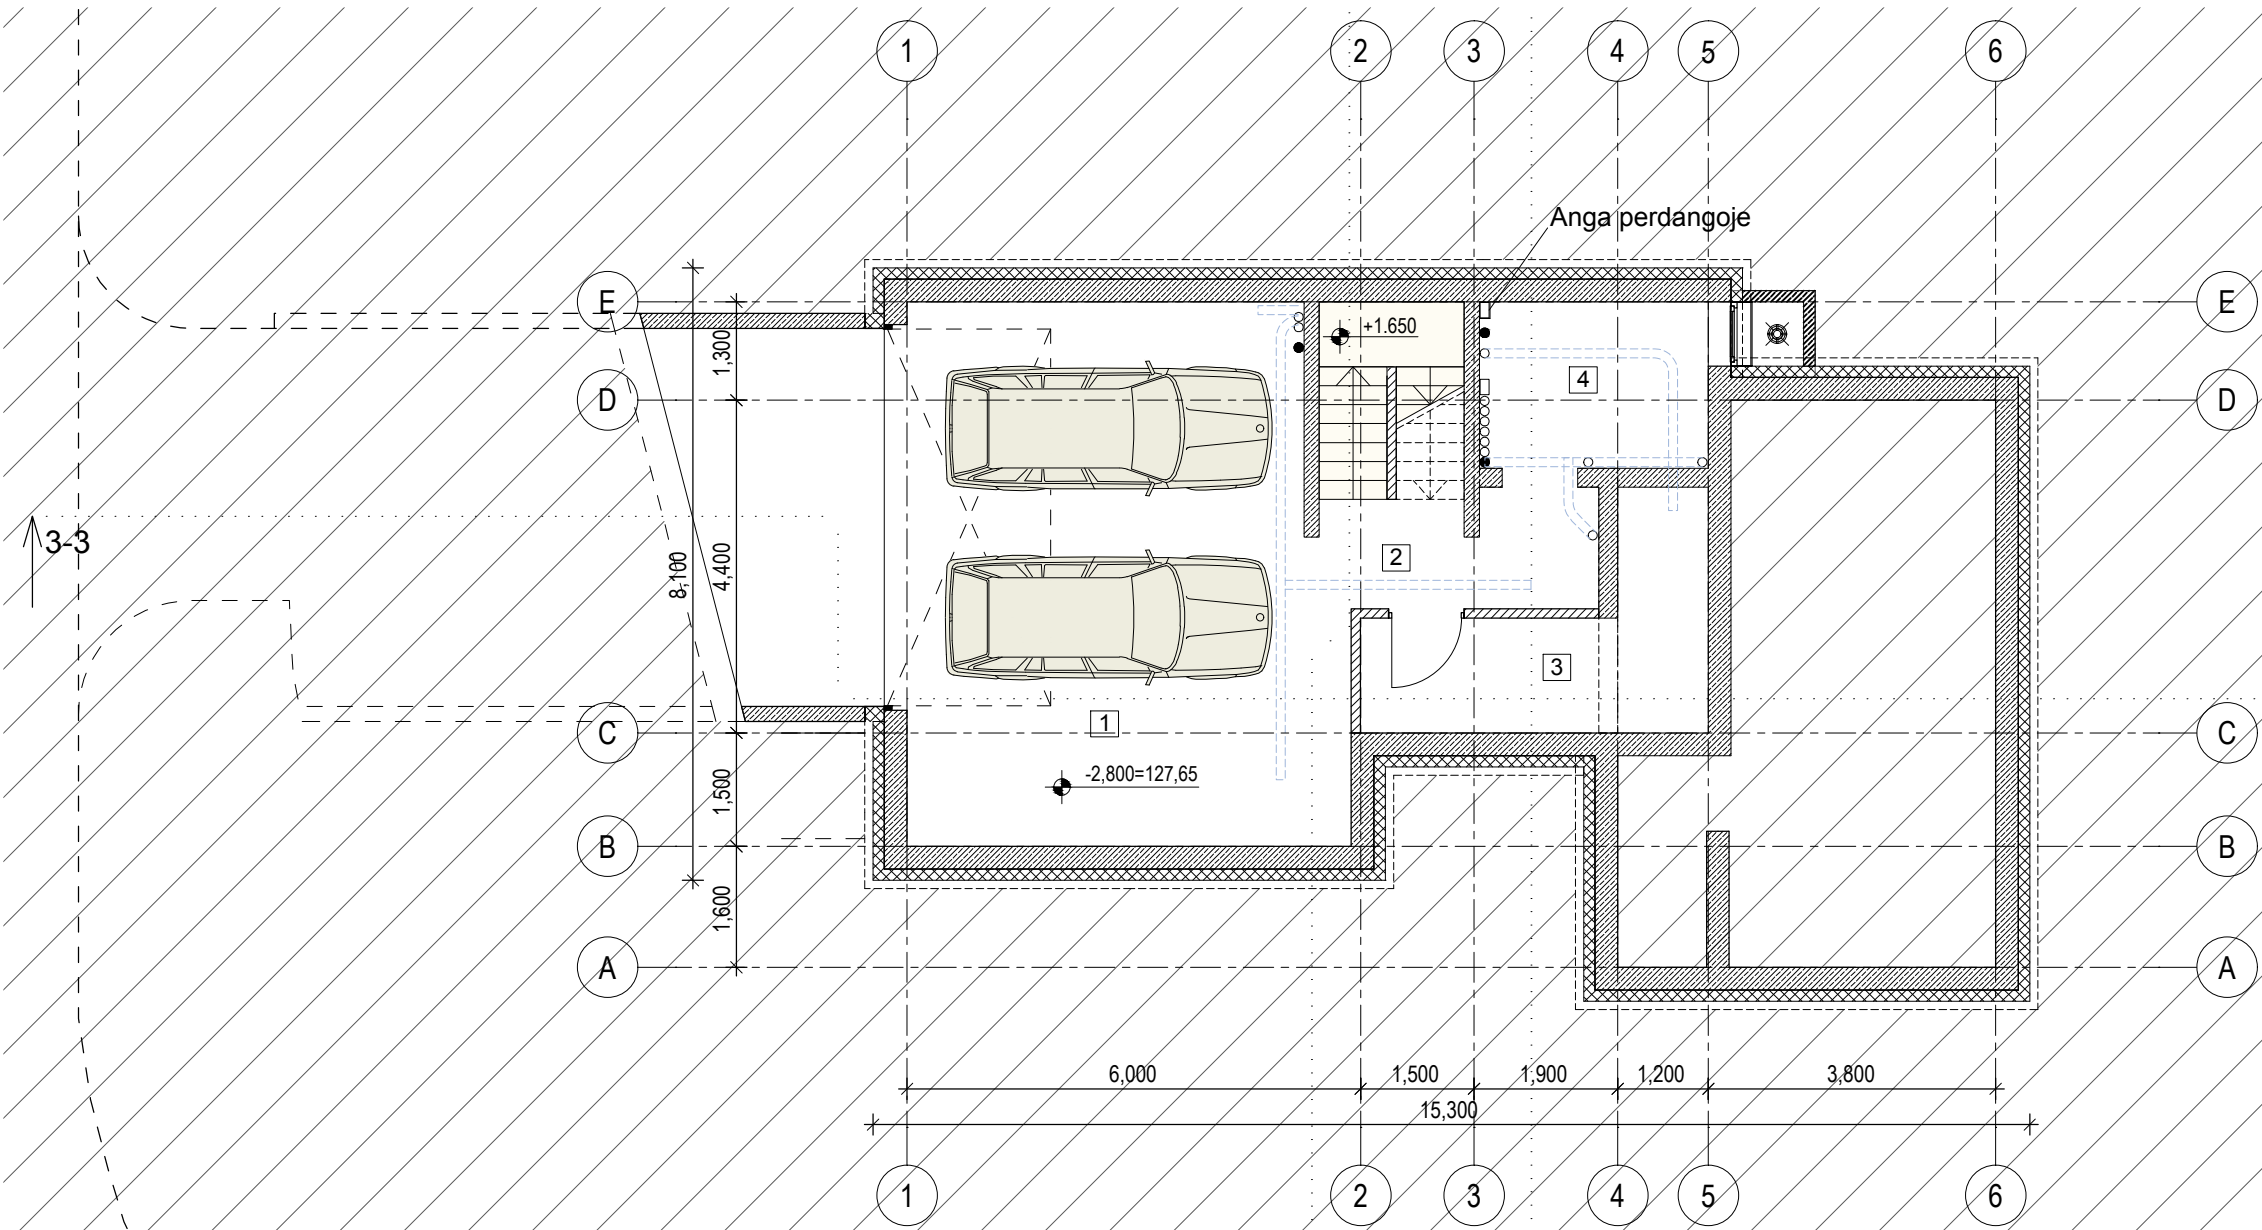 1 2 3 4 5 6
Anga perdangoje
E E
+1.650
1,300
4
D D
3-3
8,100
4,400
2
3
1
C C
-2,800=127,65
1,500
B B
1,600
A A
6,000 1,500 1,900 1,200 3,800
15,300
1 2 3 4 5 6